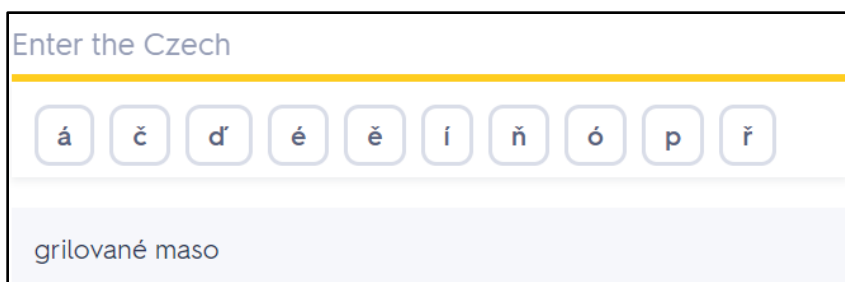 Enter the Czech
á č ď é ě í ň ó p ř
grilované maso